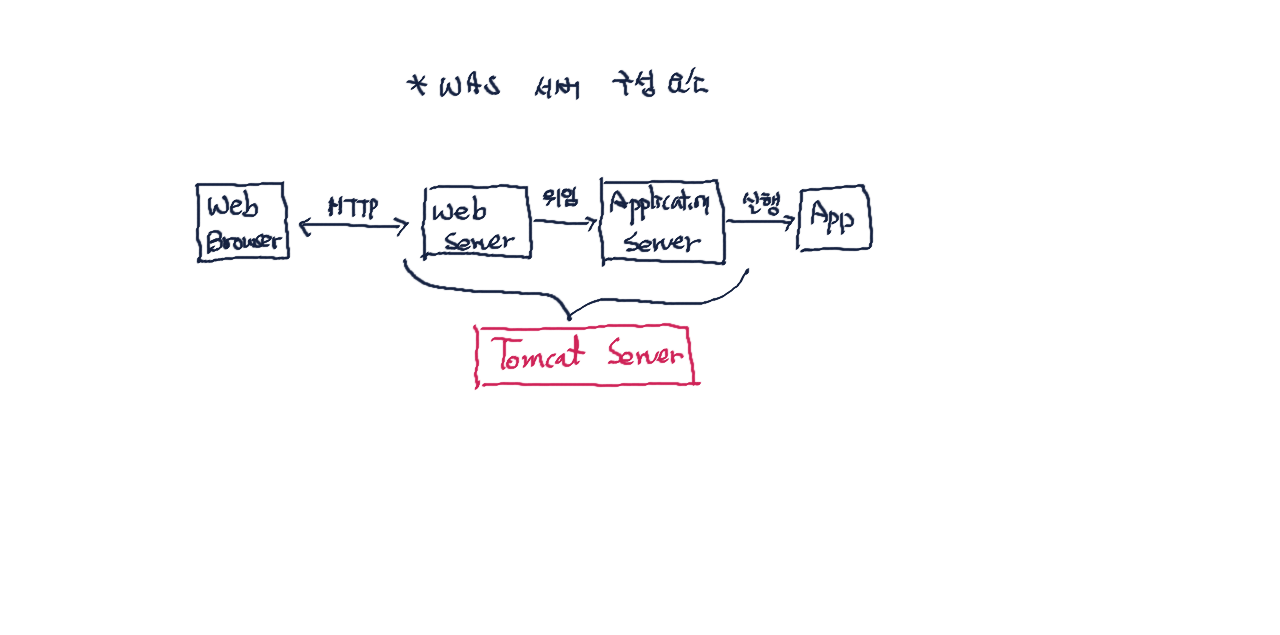 * WAS 서버 구성 요소
Web
Browser
HTTP
Web
Server
위임
Application
Server
실행
App
Tomcat Server